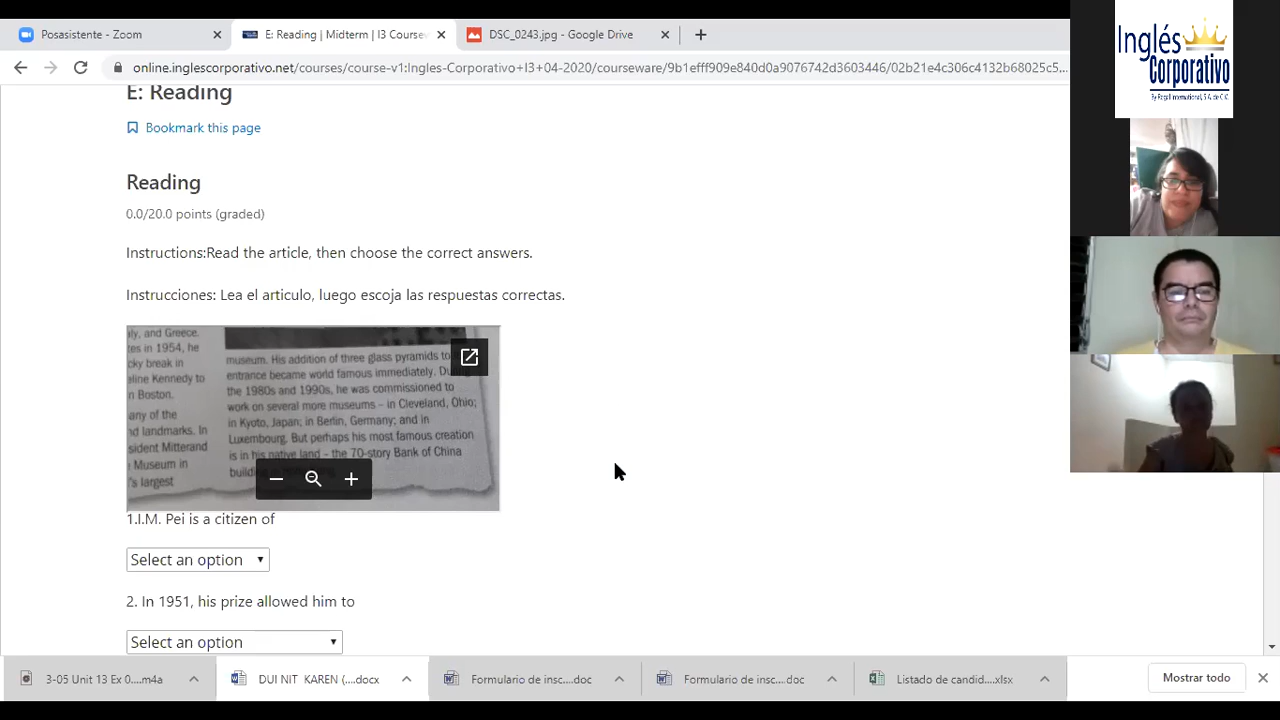 Posasistente - Zoom
E: Reading | Midterm | I3 Course
DSC_0243.jpg - Google Drive
online.inglescorporativo.net/courses/course-v1:Ingles-Corporativo+I3+04-2020/courseware/9b1efff909e840d0a9076742d3603446/02b21e4c306c4132b68025c5...
Inglés
Corporativo
By Regal International, S.A. de C.V.
E: Reading
Bookmark this page
Reading
0.0/20.0 points (graded)
Instructions:Read the article, then choose the correct answers.
Instrucciones: Lea el articulo, luego escoja las respuestas correctas.
aly, and Greece.
tes in 1954, he
cky break in
eline Kennedy to
n Boston.
any of the
nd landmarks. In
sident Mitterand
Museum in
's largest
museum. His addition of three glass pyramids to
entrance became world famous immediately. During
the 1980s and 1990s, he was commissioned to
work on several more museums – in Cleveland, Ohio;
in Kyoto, Japan; in Berlin, Germany; and in
Luxembourg. But perhaps his most famous creation
is in his native land – the 70-story Bank of China
building
1.I.M. Pei is a citizen of
Select an option
2. In 1951, his prize allowed him to
Select an option
3-05 Unit 13 Ex 0....m4a
DUI NIT KAREN (....docx
Formulario de insc....doc
Formulario de insc....doc
Listado de candid....xlsx
Mostrar todo